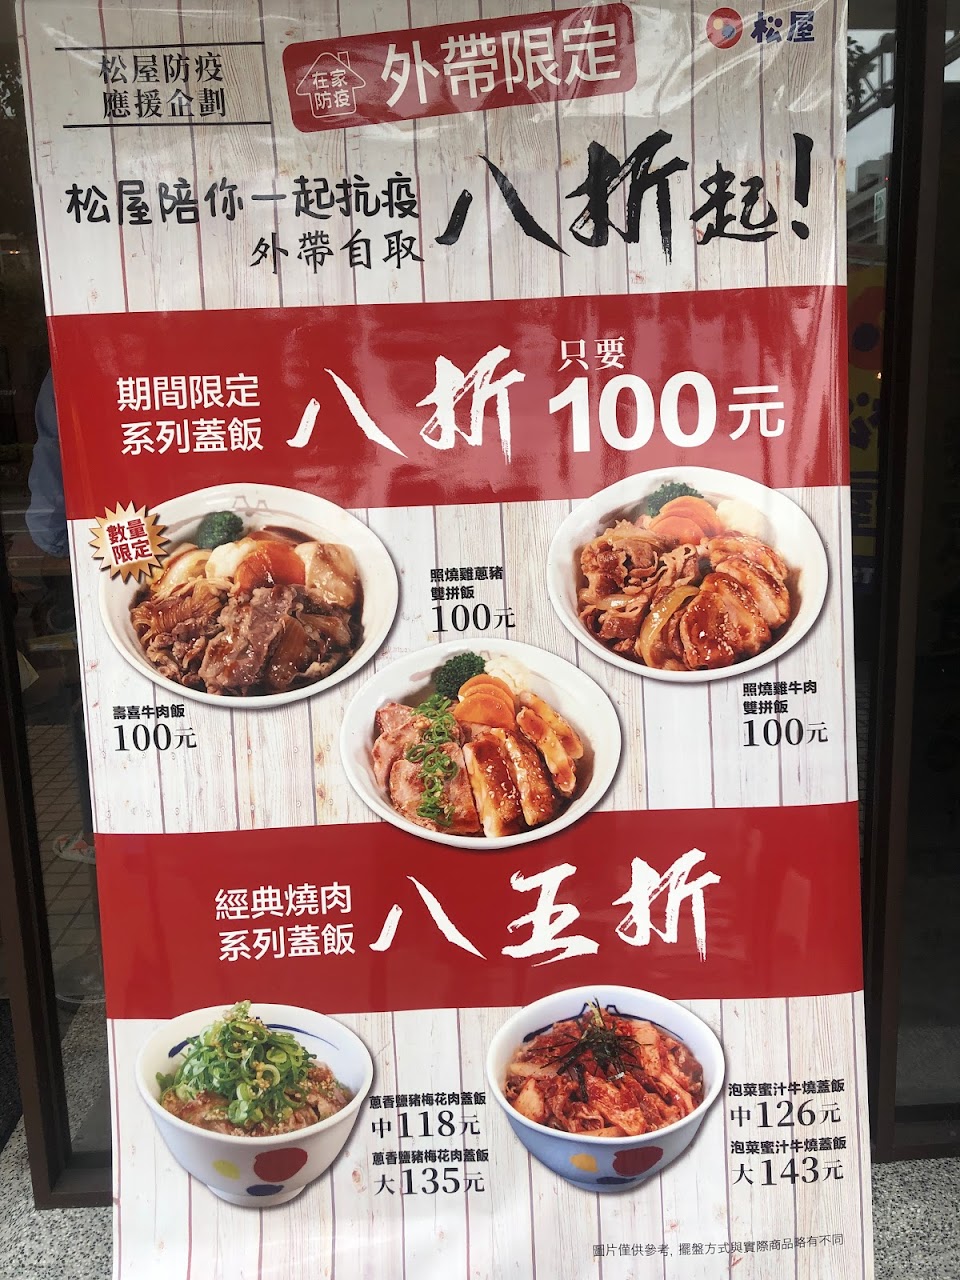 松屋防疫
應援企劃
在家
防疫
外帶限定
松屋
松屋陪你一起抗疫
外帶自取
八折起!
期間限定
系列蓋飯
八折
只要
100元
數量
限定
照燒雞蔥豬
雙拼飯
100元
壽喜牛肉飯
100元
照燒雞牛肉
雙拼飯
100元
經典燒肉
系列蓋飯
八五折
蔥香鹽豬梅花肉蓋飯
中118元
蔥香鹽豬梅花肉蓋飯
大135元
泡菜蜜汁牛燒蓋飯
中126元
泡菜蜜汁牛燒蓋飯
大143元
圖片僅供參考, 擺盤方式與實際商品略有不同